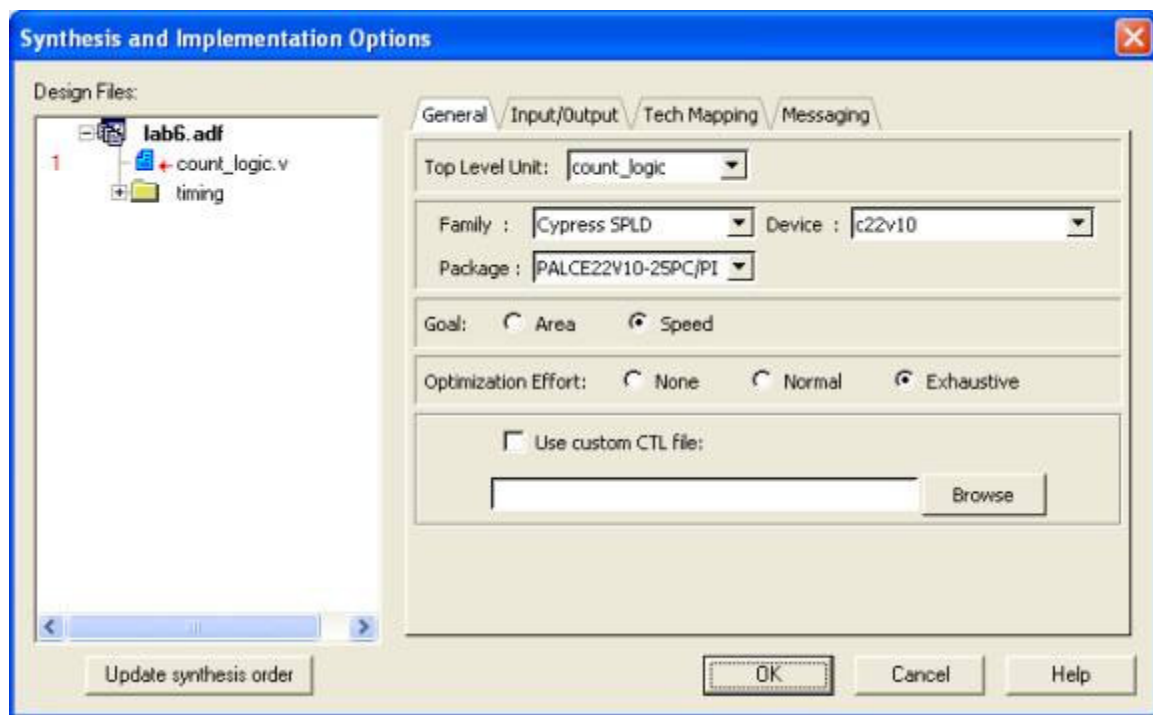 Synthesis and Implementation Options
Design Files:
lab6.adf
1 count_logic.v
timing
Update synthesis order
General Input/Output Tech Mapping Messaging
Top Level Unit: count_logic
Family : Cypress SPLD Device : c22v10
Package : PALCE22V10-25PC/PI
Goal: Area Speed
Optimization Effort: None Normal Exhaustive
Use custom CTL file:
Browse
OK Cancel Help